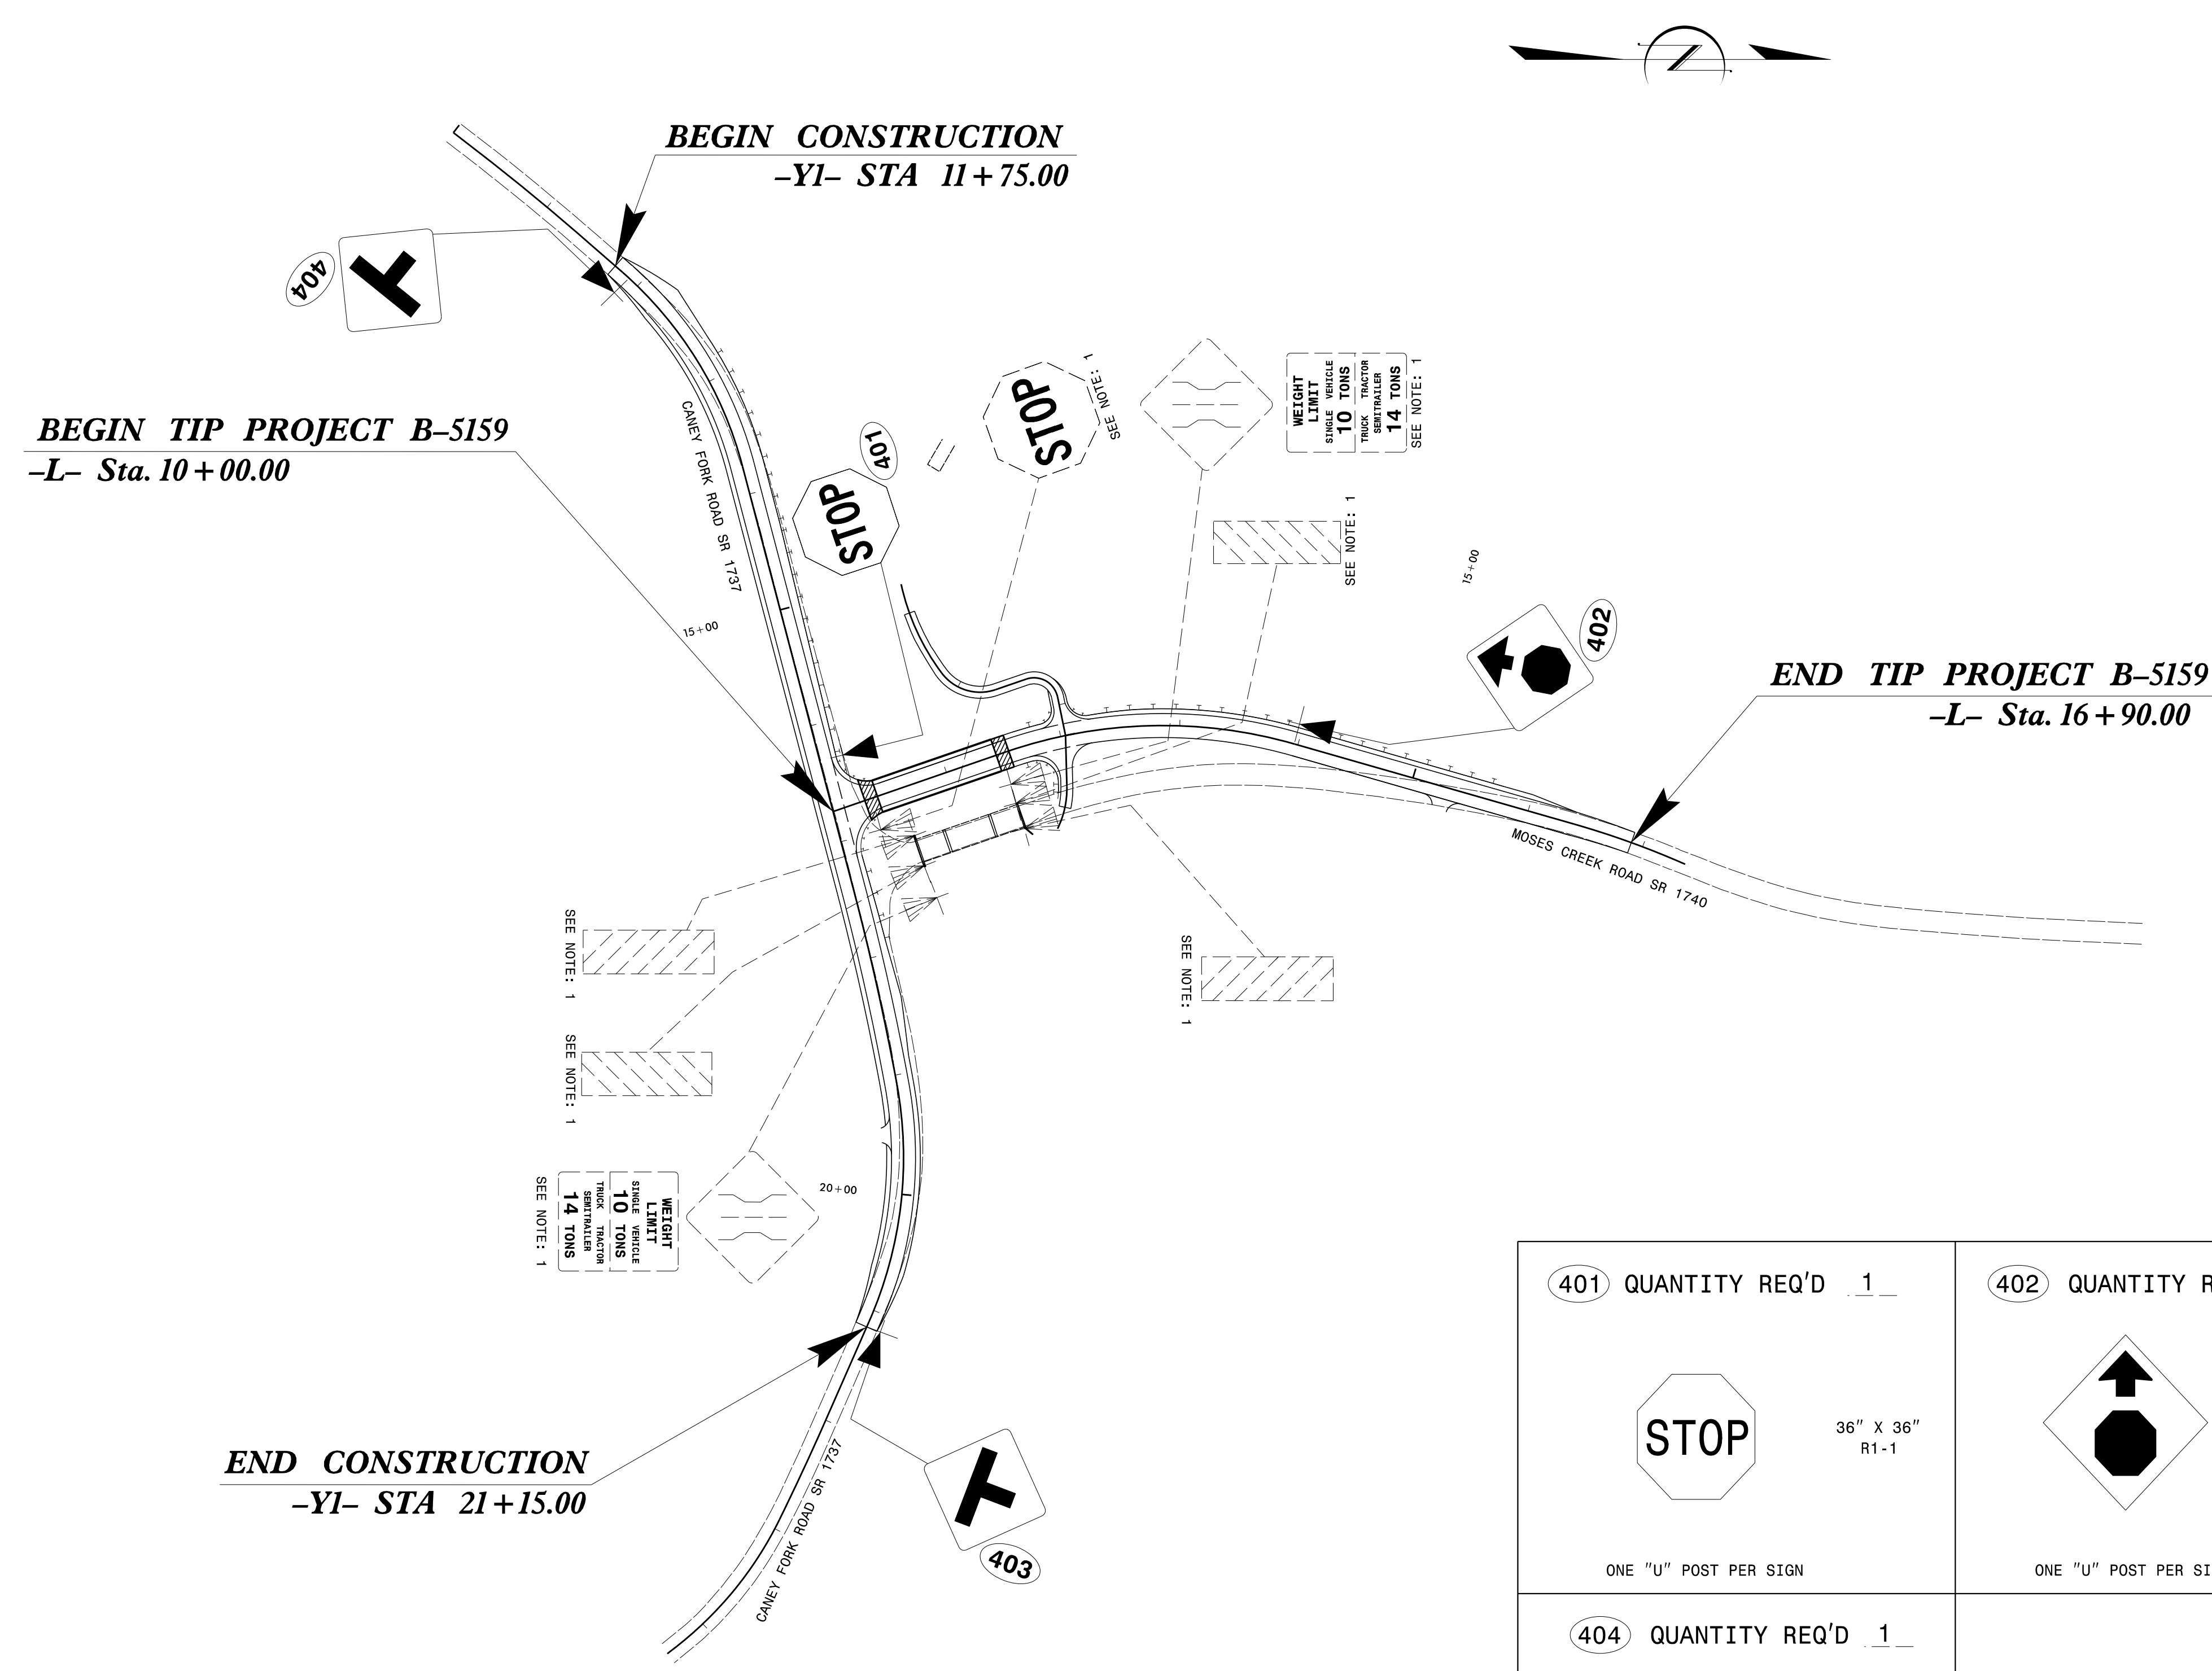 BEGIN CONSTRUCTION
–Y1– STA 11+75.00
404
BEGIN TIP PROJECT B–5159
–L– Sta. 10+00.00
CANEY FORK ROAD SR 1737
401
STOP
STOP
SEE NOTE: 1
WEIGHT
LIMIT
SINGLE VEHICLE
10 TONS
TRUCK TRACTOR
SEMITRAILER
14 TONS
SEE NOTE: 1
SEE NOTE: 1
15+00
15+00
402
END TIP PROJECT B–5159
–L– Sta. 16+90.00
MOSES CREEK ROAD SR 1740
SEE NOTE: 1
SEE NOTE: 1
SEE NOTE: 1
WEIGHT
LIMIT
SINGLE VEHICLE
10 TONS
TRUCK TRACTOR
SEMITRAILER
14 TONS
SEE NOTE: 1
20+00
END CONSTRUCTION
–Y1– STA 21+15.00
CANEY FORK ROAD SR 1737
403
401 QUANTITY REQ'D 1
STOP
36" X 36"
R1-1
ONE "U" POST PER SIGN
402 QUANTITY R
ONE "U" POST PER SI
404 QUANTITY REQ'D 1